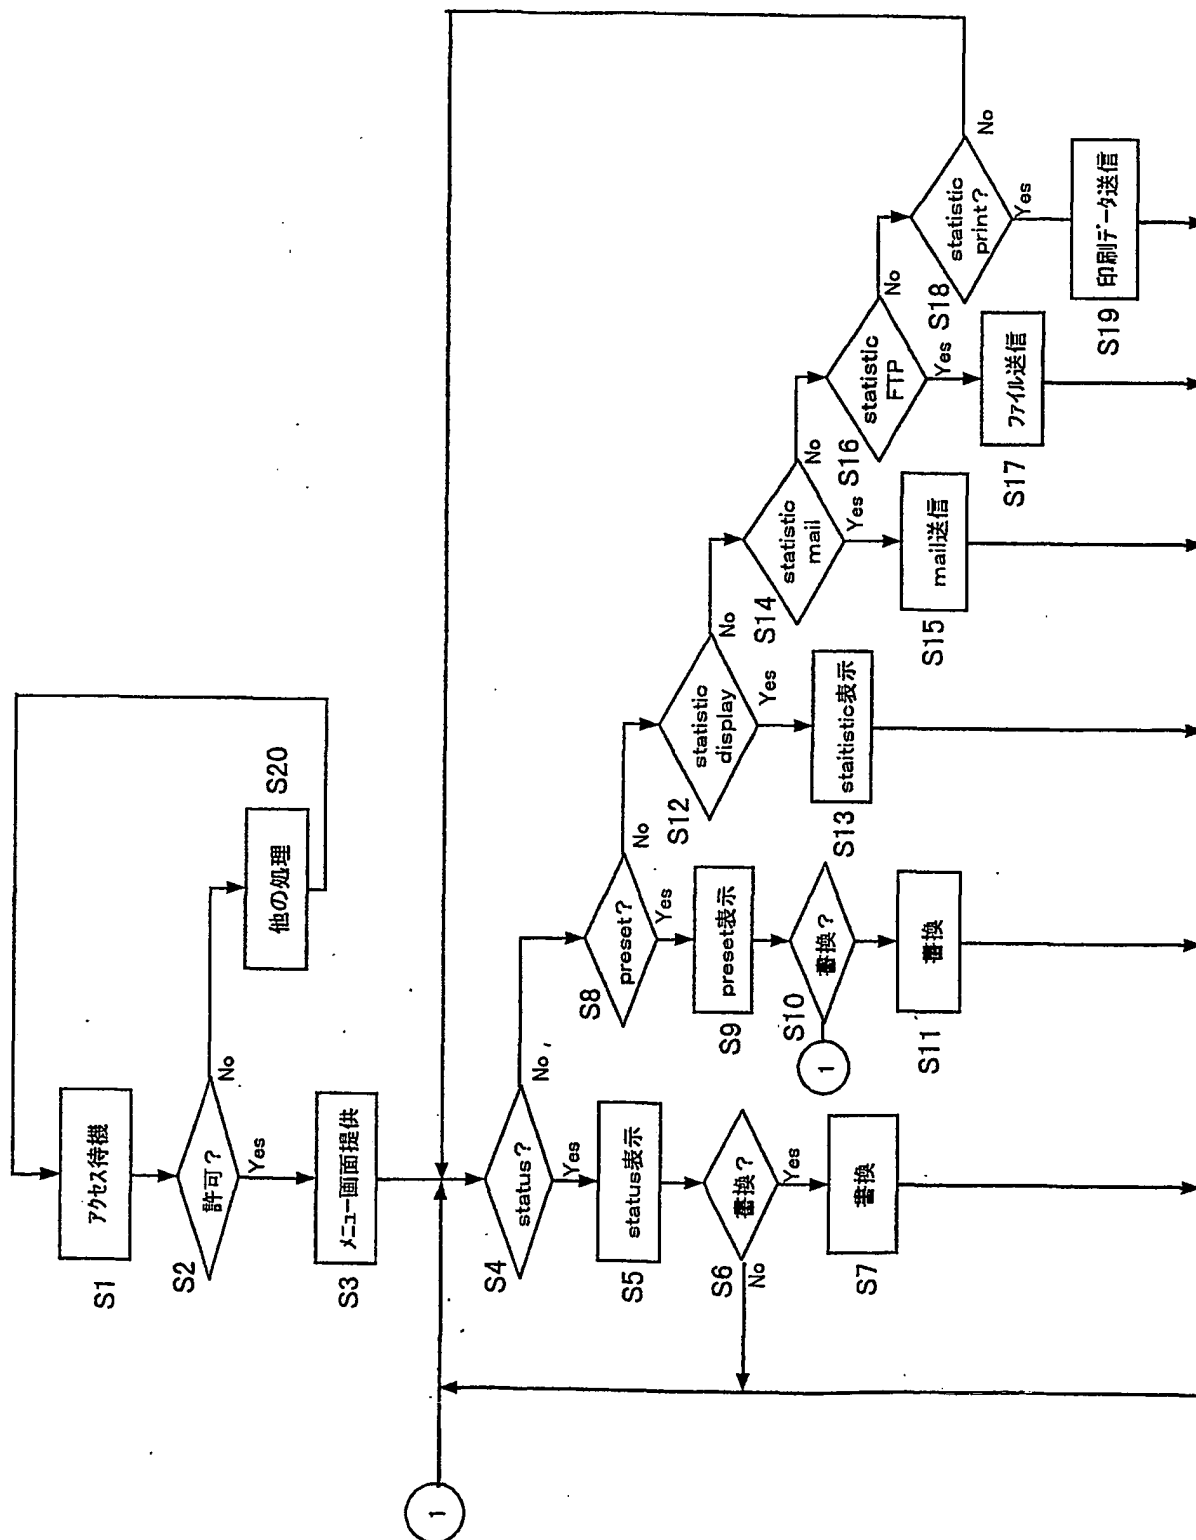 S1
アクセス待機
S2
許可?
No
Yes
S20
他の処理
S3
メニュー画面提供
1
S4
status?
No,
Yes
S5
status表示
S6
書換?
No
Yes
S7
書換
S8
preset?
No
Yes
S9
preset表示
S10
書換?
1
S11
書換
S12
statistic
display
No
Yes
S13
staitistic表示
S14
statistic
mail
No
Yes
S15
mail送信
S16
statistic
FTP
No
Yes
S17
ファイル送信
S18
statistic
print?
No
Yes
S19
印刷データ送信